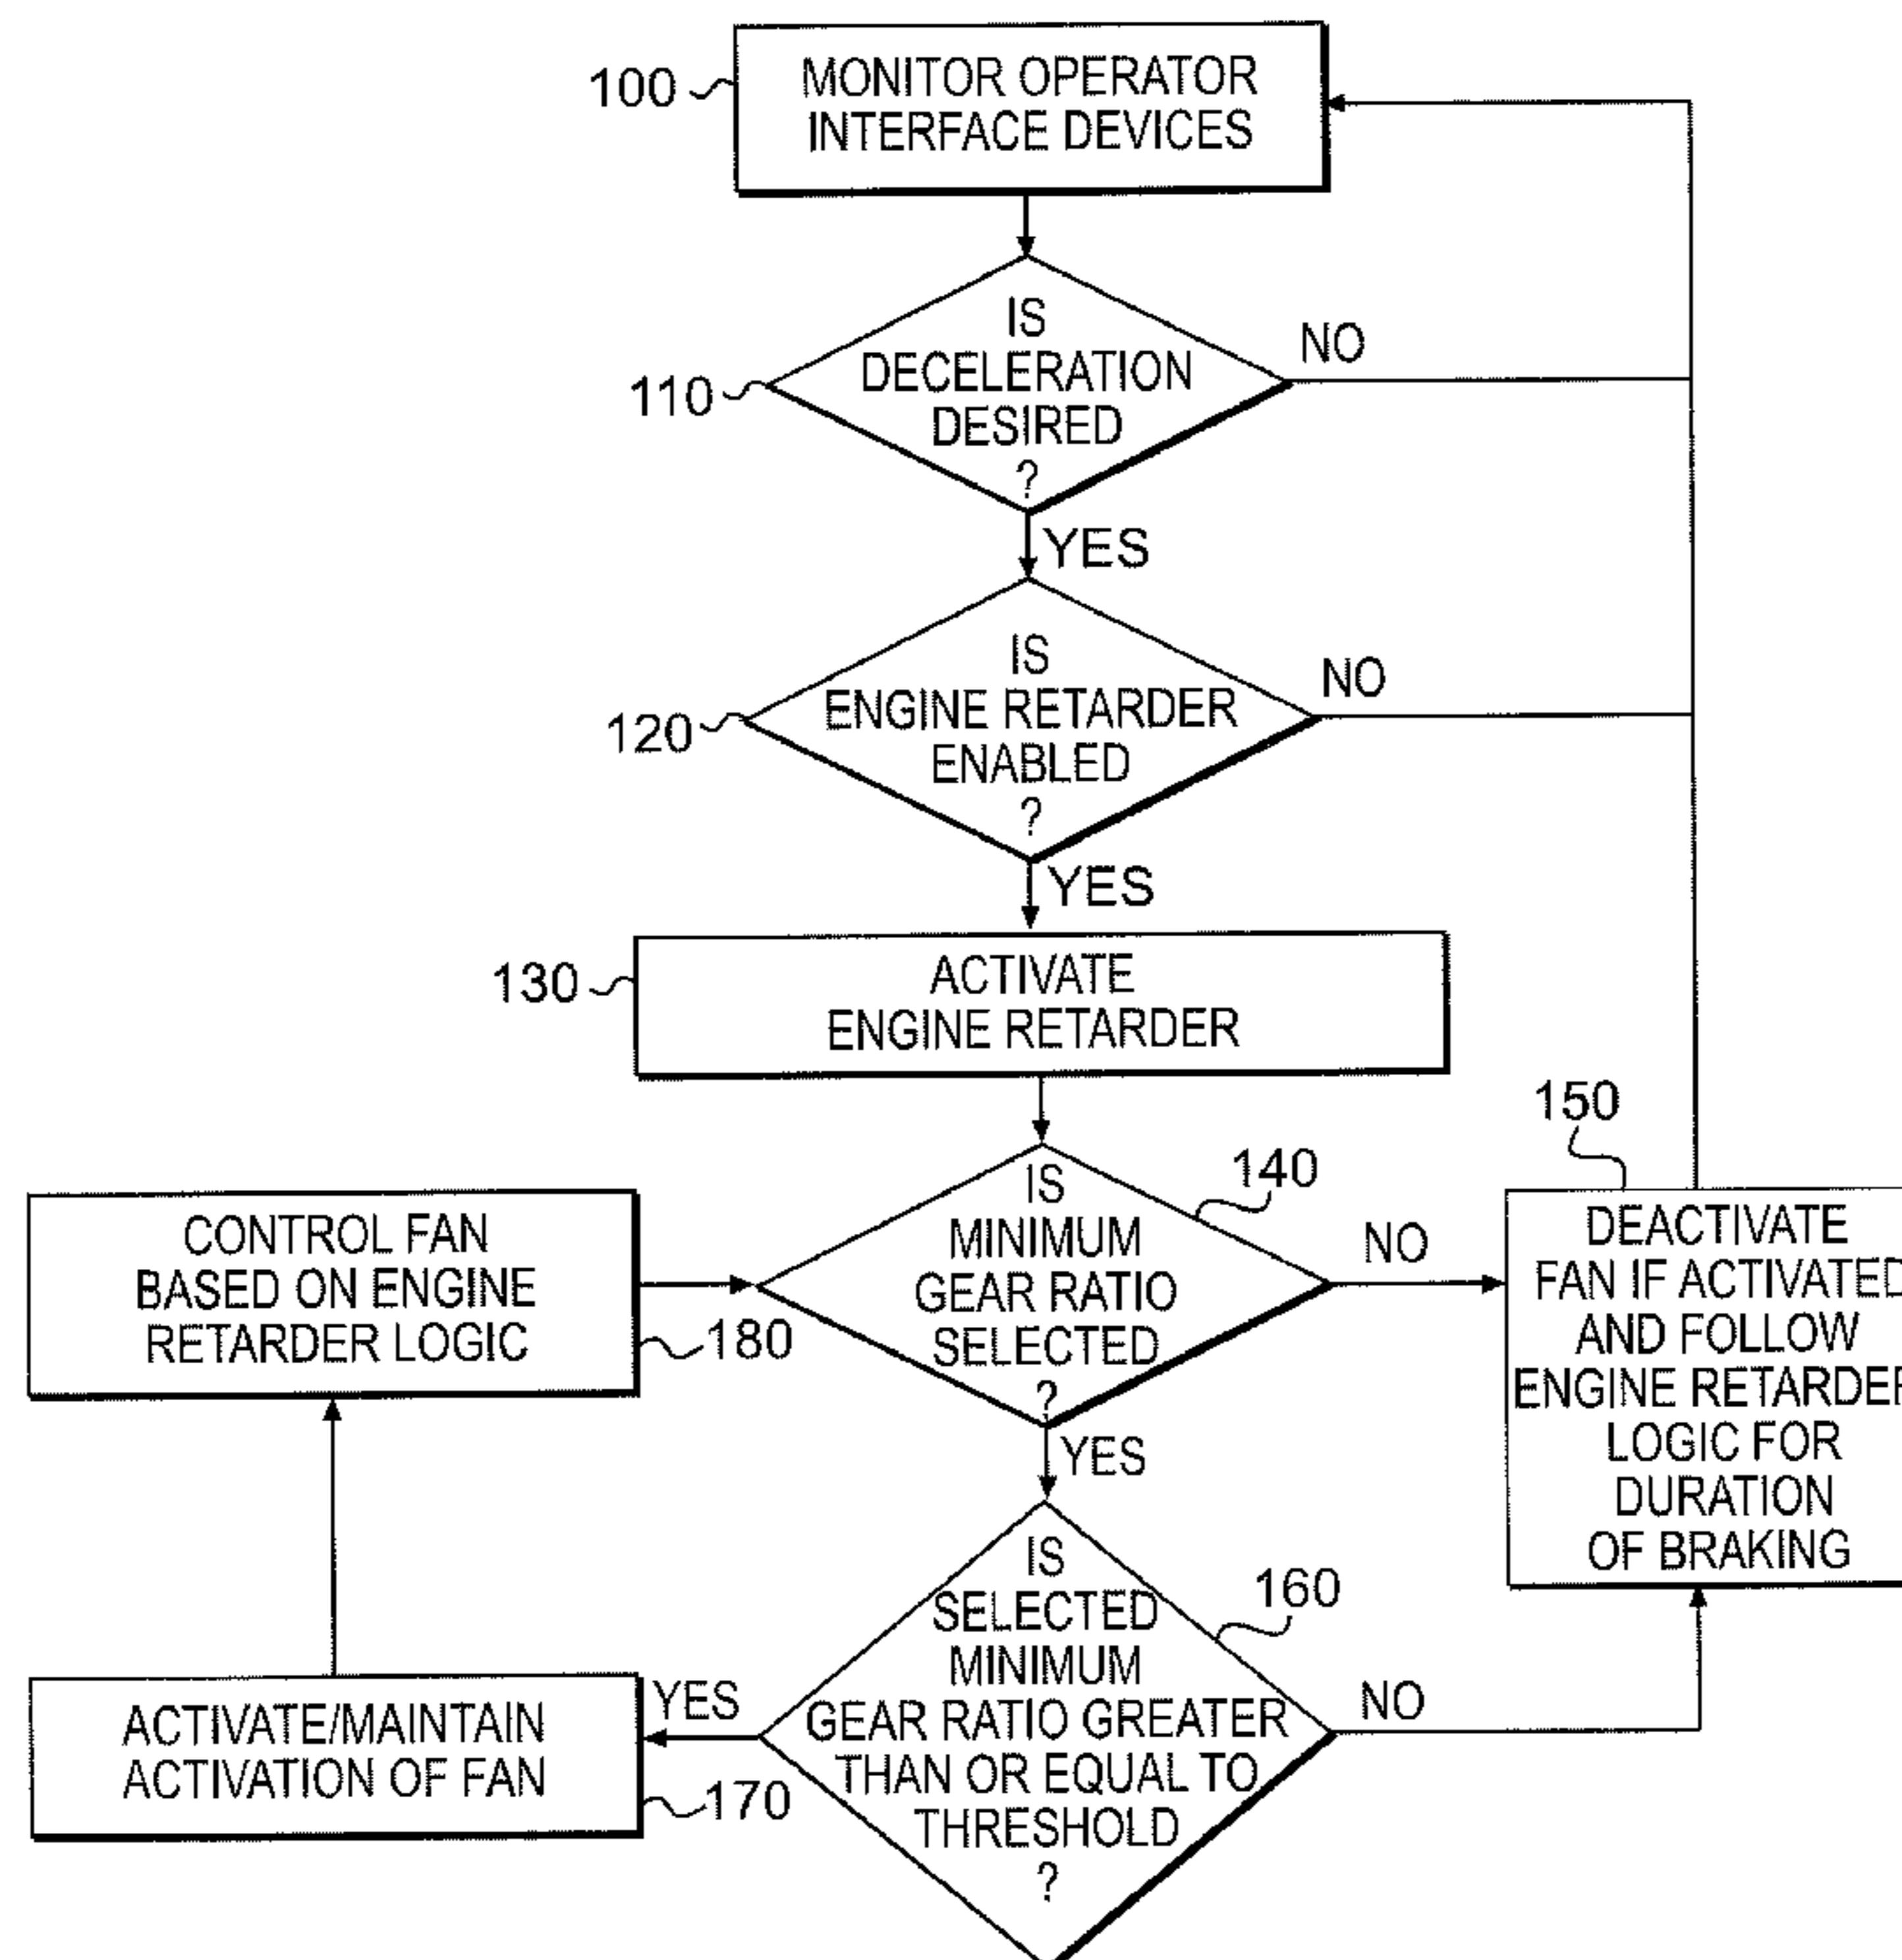 100
MONITOR OPERATOR
INTERFACE DEVICES
110
IS
DECELERATION
DESIRED
?
NO
YES
120
IS
ENGINE RETARDER
ENABLED
?
NO
YES
130
ACTIVATE
ENGINE RETARDER
140
IS
MINIMUM
GEAR RATIO
SELECTED
?
NO
YES
150
DEACTIVATE
FAN IF ACTIVATED
AND FOLLOW
ENGINE RETARDER
LOGIC FOR
DURATION
OF BRAKING
CONTROL FAN
BASED ON ENGINE
RETARDER LOGIC
180
160
IS
SELECTED
MINIMUM
GEAR RATIO GREATER
THAN OR EQUAL TO
THRESHOLD
?
NO
YES
ACTIVATE/MAINTAIN
ACTIVATION OF FAN
170